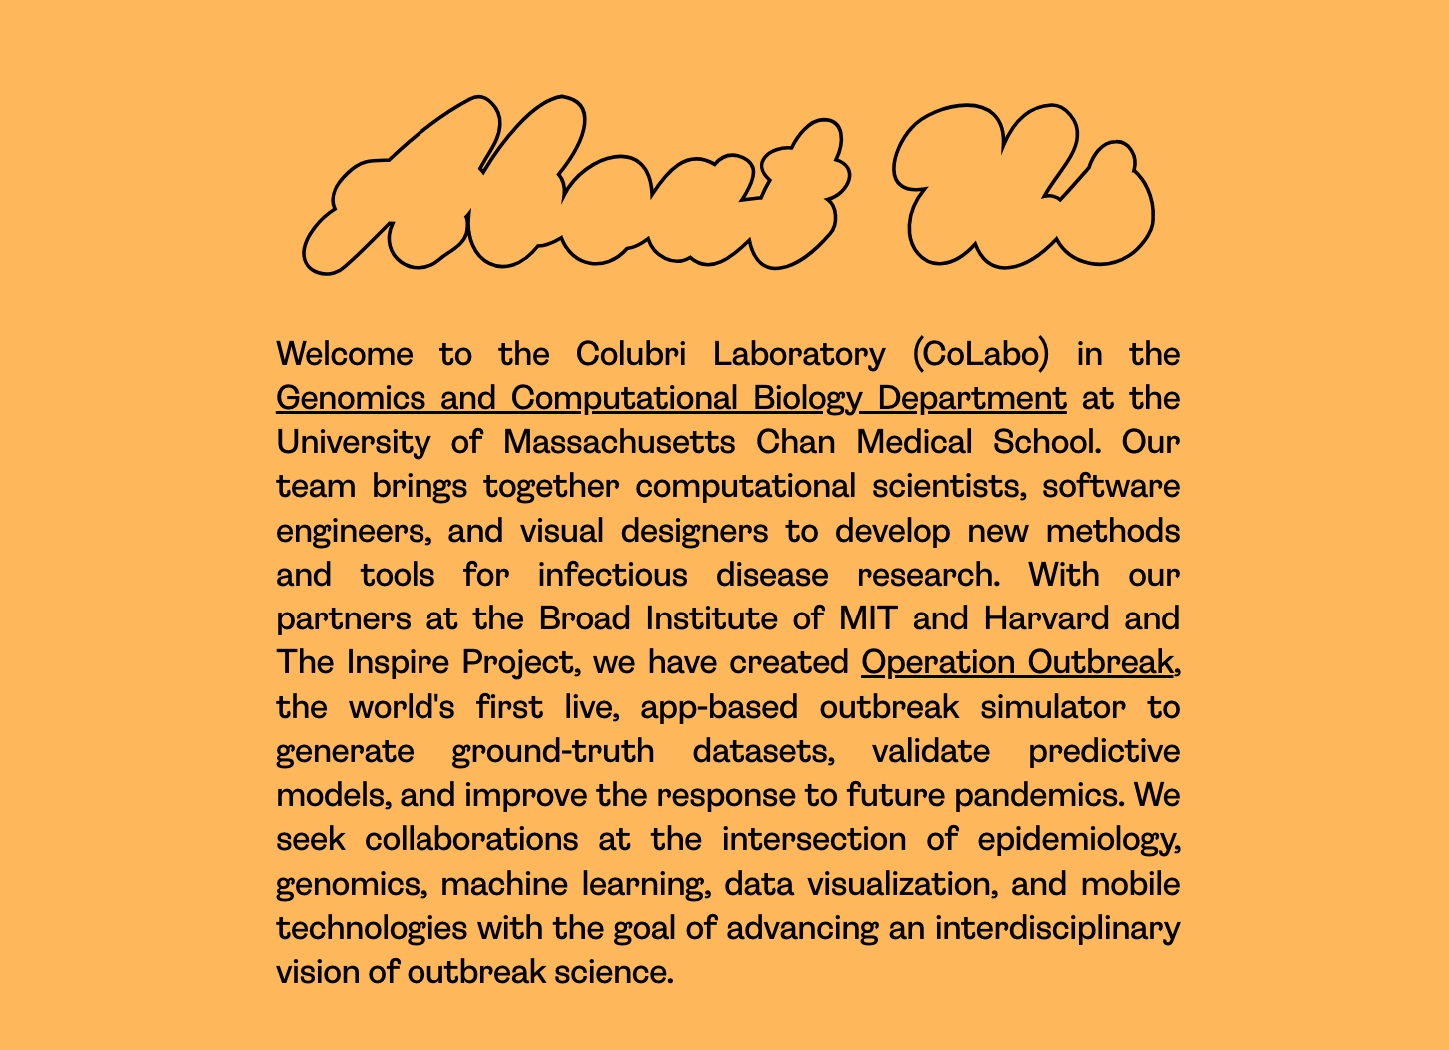 About Us
Welcome to the Colubri Laboratory (CoLabo) in the
Genomics and Computational Biology Department at the
University of Massachusetts Chan Medical School. Our
team brings together computational scientists, software
engineers, and visual designers to develop new methods
and tools for infectious disease research. With our
partners at the Broad Institute of MIT and Harvard and
The Inspire Project, we have created Operation Outbreak,
the world's first live, app-based outbreak simulator to
generate ground-truth datasets, validate predictive
models, and improve the response to future pandemics. We
seek collaborations at the intersection of epidemiology,
genomics, machine learning, data visualization, and mobile
technologies with the goal of advancing an interdisciplinary
vision of outbreak science.